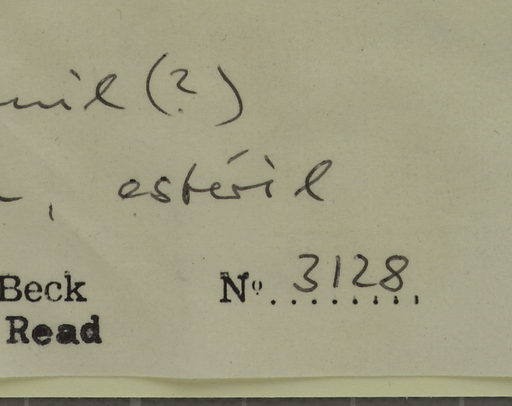 (?)
, estéril
Beck Nº 3128
Read